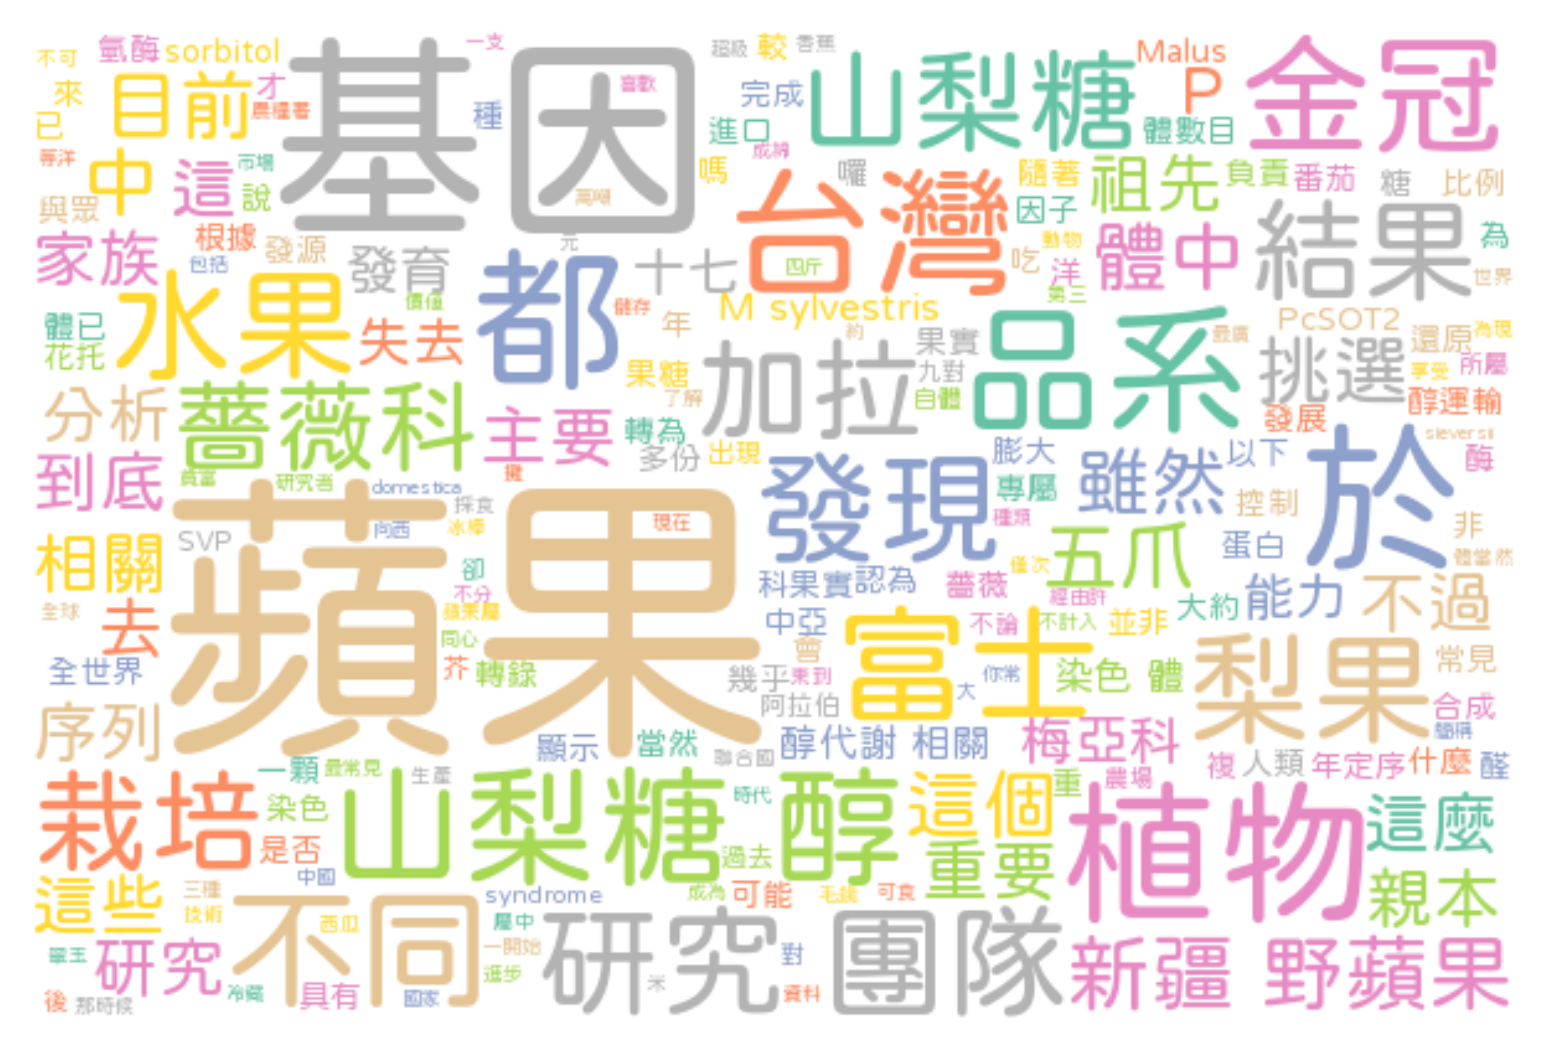 不可
氫酶
sorbitol
一支
超級
較
香蕉
Malus
基因
山梨糖
金冠
來
目前
才
農糧署
喜歡
種
完成
P
已
進口
體數目
等洋
中
這
市場
說
嗎
成綿
囉
隨著
祖先
負責
番茄
糖
比例
與眾
萬噸
台灣
因子
體中
結果
為
家族
根據
發源
包括
發育
元
都
十七
四斤
吃
動物
洋
第三
世界
水果
價值
儲存
年
M sylvestris
品系
PcSOT2
體已
失去
約
果實
最廣
挑選
還原
為現
花托
果糖
加拉
九對
享受
所屬
分析
薔薇科
主要
了解
自體
醇運輸
轉為
多份
出現
發展
於
sieversii
到底
貴富
研究者
攤
發現
膨大
雖然
以下
酶
domestica
專屬
控制
蘋果
採食
現在
種類
相關
SVP
向西
冰棒
五爪
蛋白
非
體當然
卻
僅次
科果實
認為
薔薇
經由許
大約
能力
不過
全球
去
不分
蘋果屬
中亞
不論
不計入
並非
同心
富士
會
梨果
全世界
芥
轉錄
幾乎
來到
你常
染色 體
常見
大
阿拉伯
合成
序列
顯示
當然
醇代謝 相關
梅亞科
簡稱
聯合國
一顆
最常見
生產
複
人類
年定序
什麼
醛
栽培
染色
山梨糖 醇
時代
這個
重
農場
植物
這麼
是否
過去
重要
中國
這些
三種
技術
不同
西瓜
syndrome
成為
可能
毛錢
可食
親本
屬中
研究 團隊
研究
一開始
對
新疆 野蘋果
進步
冷藏
後
那時候
具有
國家
米
資料